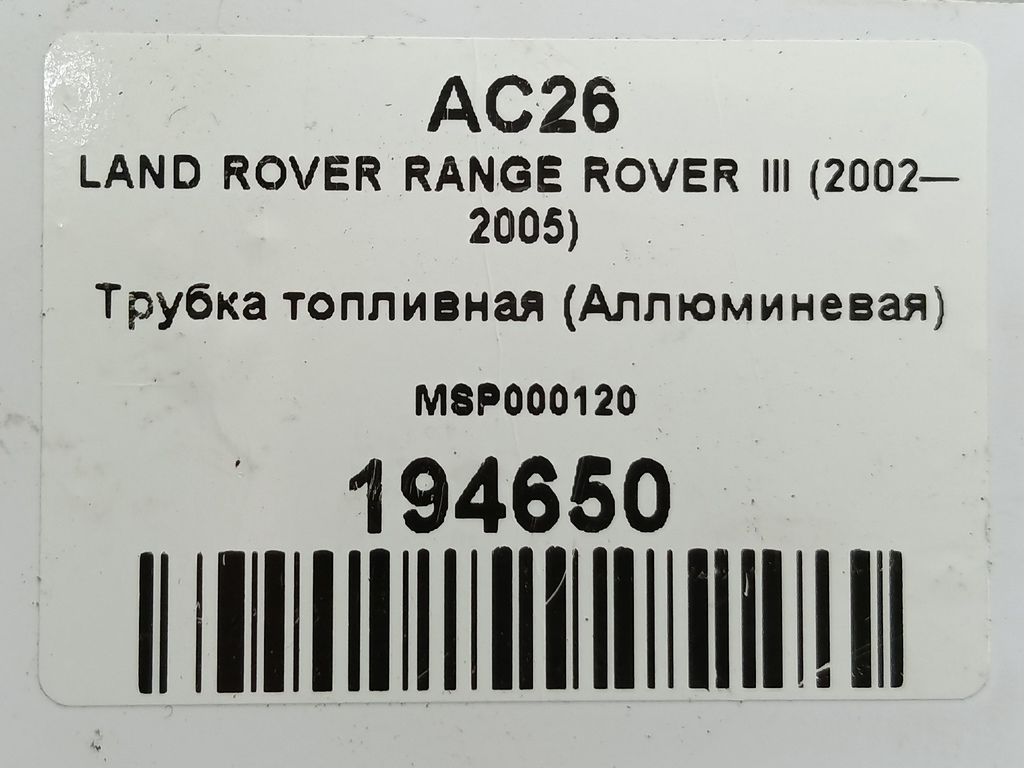 AC26
LAND ROVER RANGE ROVER III (2002—
2005)
Трубка топливная (Аллюминевая)
MSP000120
194650